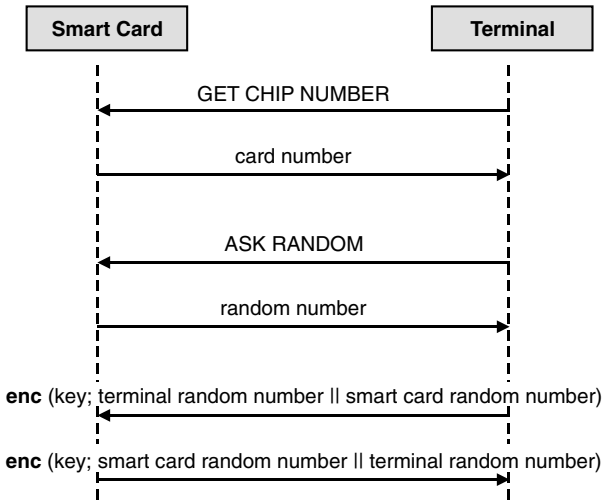 Smart Card
Terminal
GET CHIP NUMBER
card number
ASK RANDOM
random number
enc (key; terminal random number || smart card random number)
enc (key; smart card random number || terminal random number)